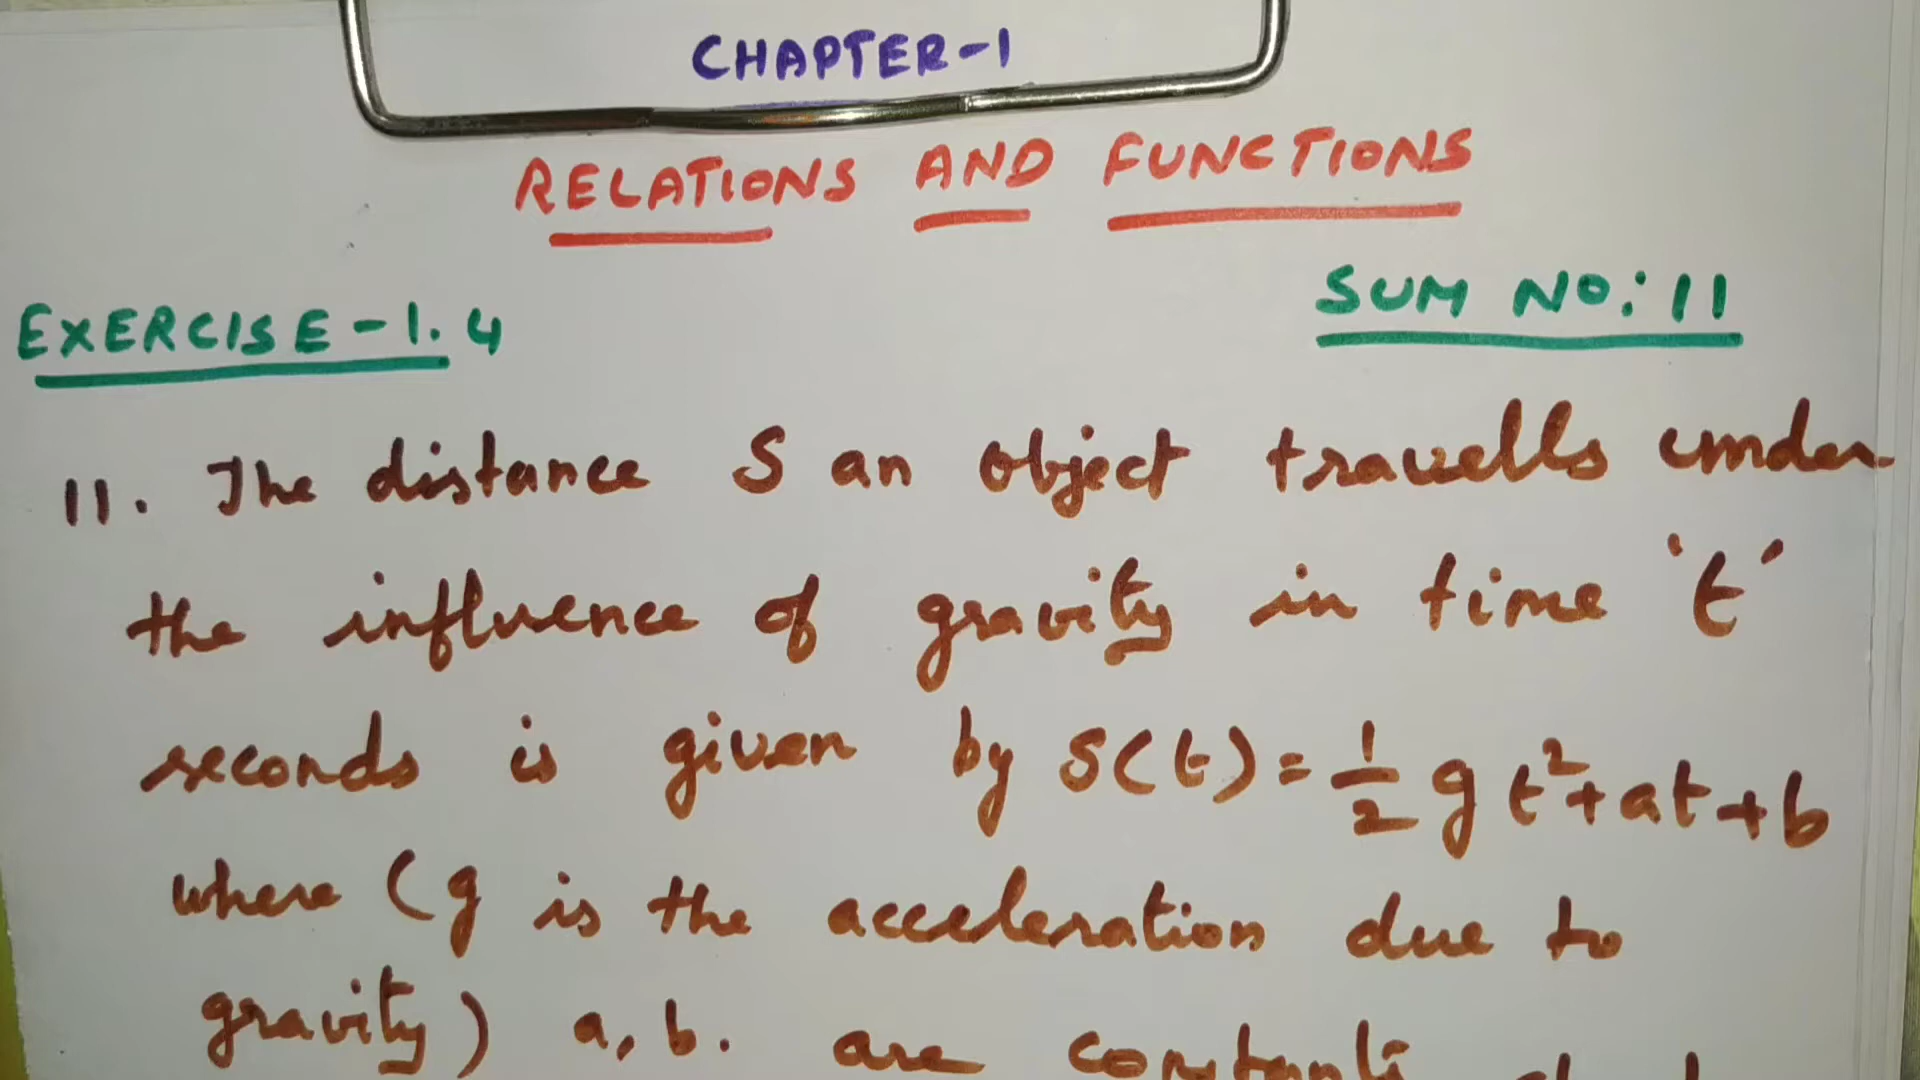 CHAPTER-1
RELATIONS AND FUNCTIONS
EXERCISE-1.4
SUM NO: 11
11. The distance S an object travells under
the influence of gravity in time 't'
seconds is given by S(t) = 1/2 g t²+at+b
where (g is the acceleration due to
gravity) a, b. are constants